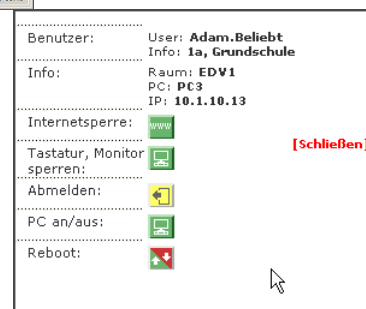 Benutzer: User: Adam.Beliebt
Info: 1a, Grundschule
Info: Raum: EDV1
PC: PC3
IP: 10.1.10.13
Internetsperre: www
[Schließen]
Tastatur, Monitor
sperren:
Abmelden:
PC an/aus:
Reboot: